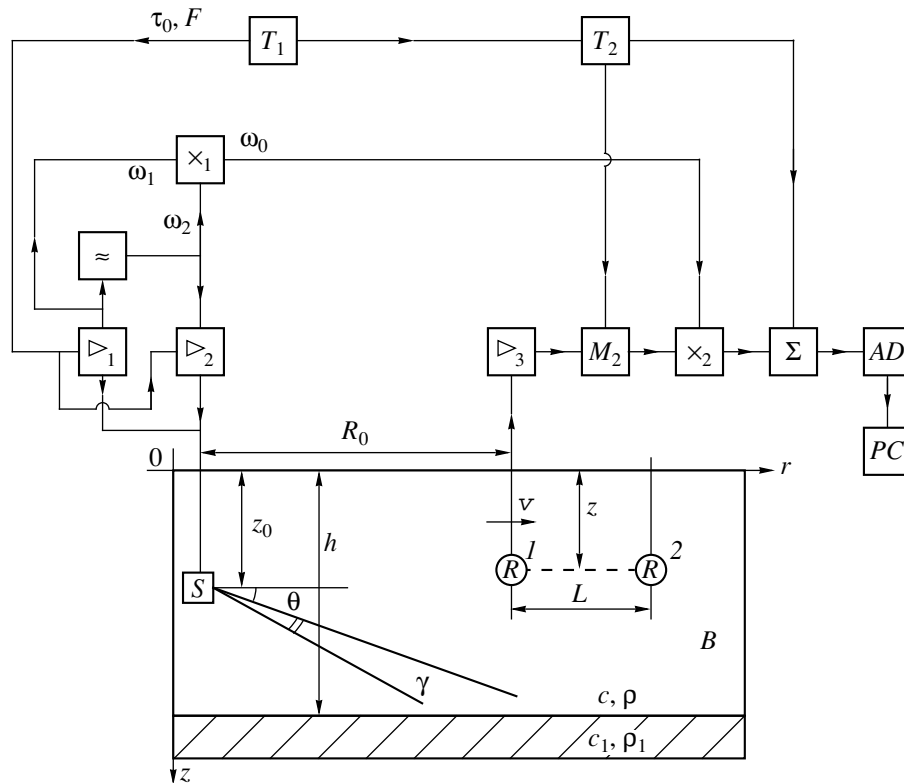 τ₀, F
T₁
T₂
×₁
ω₀
ω₁
ω₂
≈
▷₁
▷₂
▷₃
M₂
×₂
Σ
AD
PC
R₀
0
r
z₀
h
v
z
R
1
R
2
L
S
θ
γ
B
c, ρ
c₁, ρ₁
z